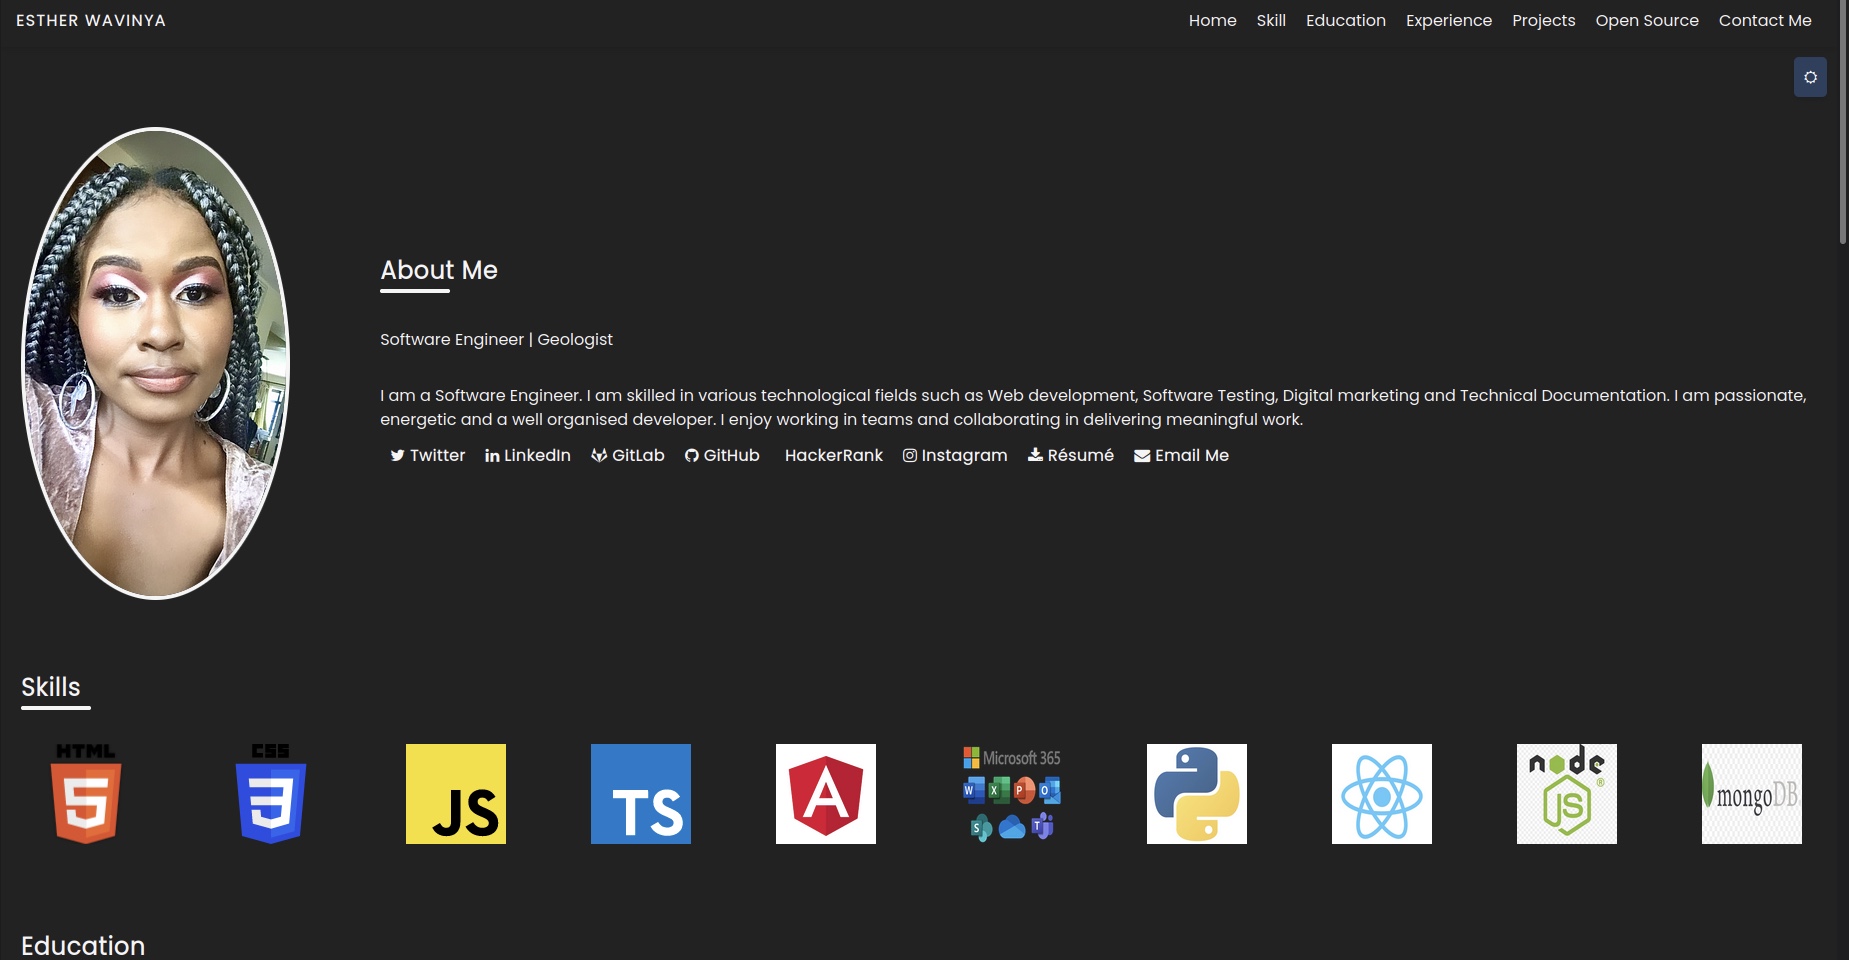 ESTHER WAVINYA
Home Skill Education Experience Projects Open Source Contact Me
About Me
Software Engineer | Geologist
I am a Software Engineer. I am skilled in various technological fields such as Web development, Software Testing, Digital marketing and Technical Documentation. I am passionate,
energetic and a well organised developer. I enjoy working in teams and collaborating in delivering meaningful work.
Twitter LinkedIn GitLab GitHub HackerRank Instagram Résumé Email Me
Skills
HTML
5
CSS
3
JS
TS
A
Microsoft 365
W X P O
S T
node
JS
®
mongoDB
Education